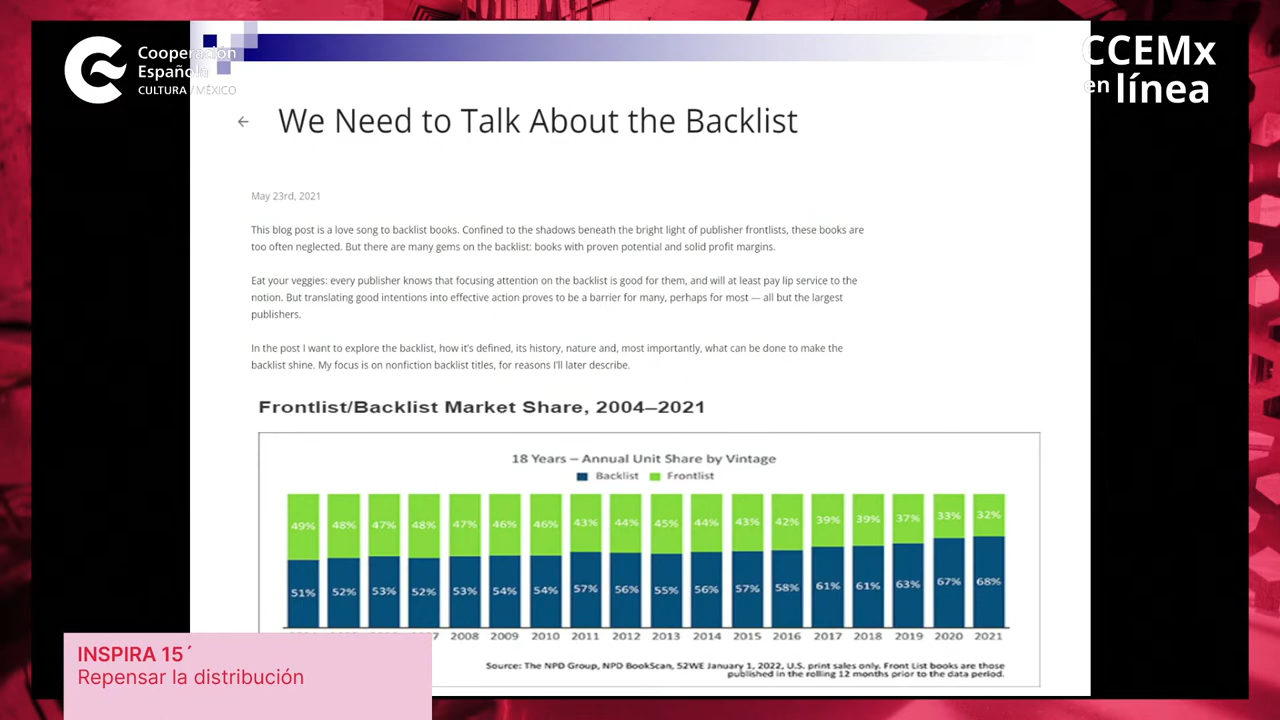 Cooperación
Española
CULTURA / MÉXICO
CCEMx
en línea
We Need to Talk About the Backlist
May 23rd, 2021
This blog post is a love song to backlist books. Confined to the shadows beneath the bright light of publisher frontlists, these books are
too often neglected. But there are many gems on the backlist: books with proven potential and solid profit margins.
Eat your veggies: every publisher knows that focusing attention on the backlist is good for them, and will at least pay lip service to the
notion. But translating good intentions into effective action proves to be a barrier for many, perhaps for most — all but the largest
publishers.
In the post I want to explore the backlist, how it's defined, its history, nature and, most importantly, what can be done to make the
backlist shine. My focus is on nonfiction backlist titles, for reasons I'll later describe.
Frontlist/Backlist Market Share, 2004–2021
18 Years – Annual Unit Share by Vintage
Backlist Frontlist
49% 48% 47% 48% 47% 46% 46% 43% 44% 45% 44% 43% 42% 39% 39% 37% 33% 32%
51% 52% 53% 52% 53% 54% 54% 57% 56% 55% 56% 57% 58% 61% 61% 63% 67% 68%
7 2008 2009 2010 2011 2012 2013 2014 2015 2016 2017 2018 2019 2020 2021
Source: The NPD Group, NPD BookScan, 52WE January 1, 2022, U.S. print sales only. Front List books are those
published in the rolling 12 months prior to the data period.
INSPIRA 15´
Repensar la distribución